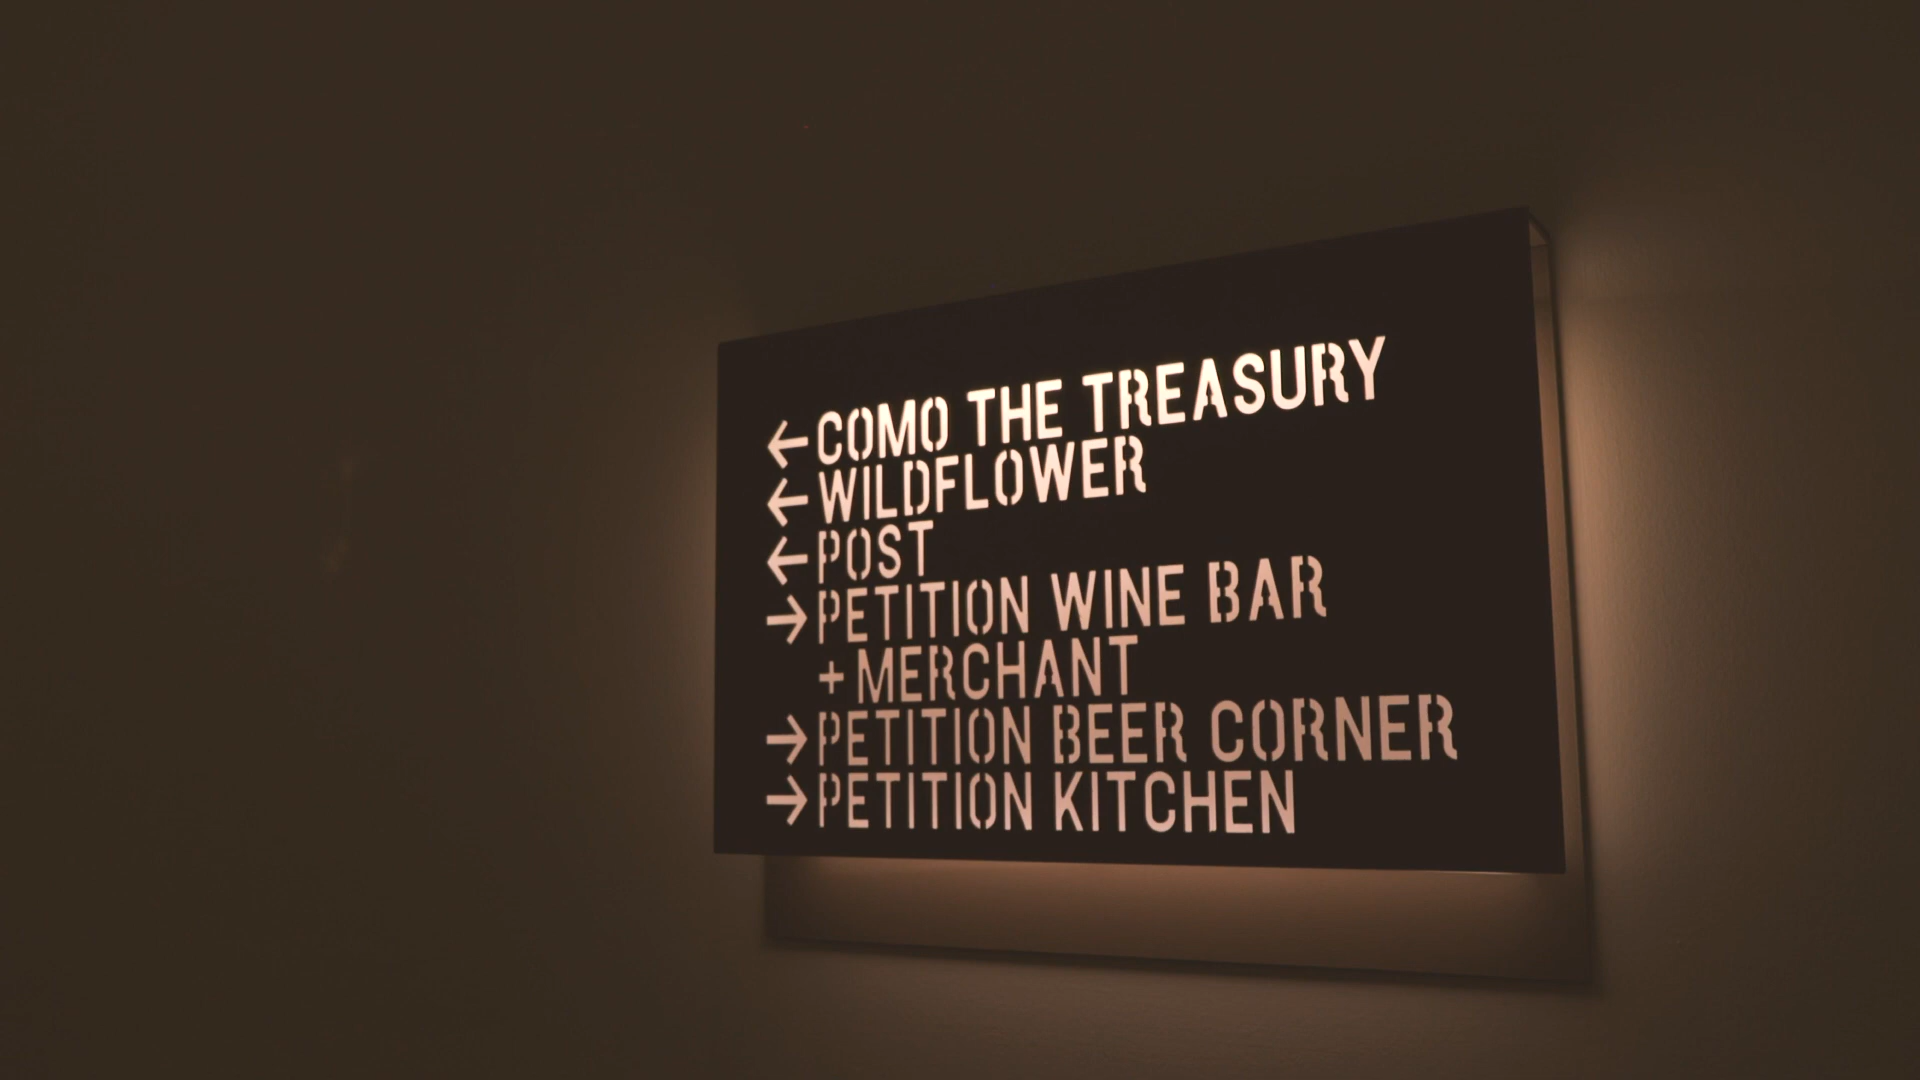 ← COMO THE TREASURY
← WILDFLOWER
← POST
→ PETITION WINE BAR
+ MERCHANT
→ PETITION BEER CORNER
→ PETITION KITCHEN